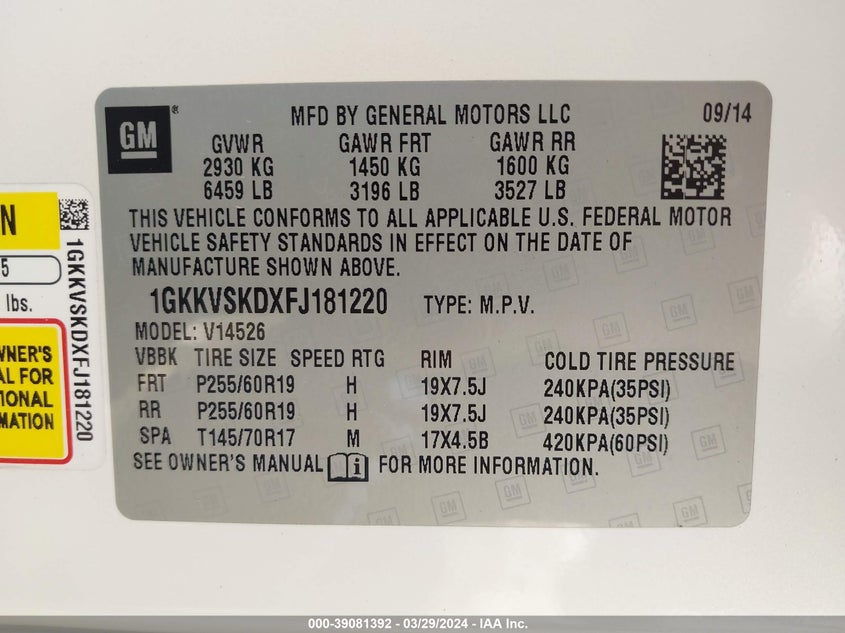 GM®
MFD BY GENERAL MOTORS LLC 09/14
GVWR GAWR FRT GAWR RR
2930 KG 1450 KG 1600 KG
6459 LB 3196 LB 3527 LB
THIS VEHICLE CONFORMS TO ALL APPLICABLE U.S. FEDERAL MOTOR
VEHICLE SAFETY STANDARDS IN EFFECT ON THE DATE OF
MANUFACTURE SHOWN ABOVE.
1GKKVSKDXFJ181220 TYPE: M.P.V.
MODEL: V14526
VBBK TIRE SIZE SPEED RTG RIM COLD TIRE PRESSURE
FRT P255/60R19 H 19X7.5J 240KPA(35PSI)
RR P255/60R19 H 19X7.5J 240KPA(35PSI)
SPA T145/70R17 M 17X4.5B 420KPA(60PSI)
SEE OWNER'S MANUAL FOR MORE INFORMATION.
N
5
lbs.
WNER'S
AL FOR
IONAL
MATION
1GKKVSKDXFJ181220
000-39081392 / 03/29/2024 - IAA Inc.